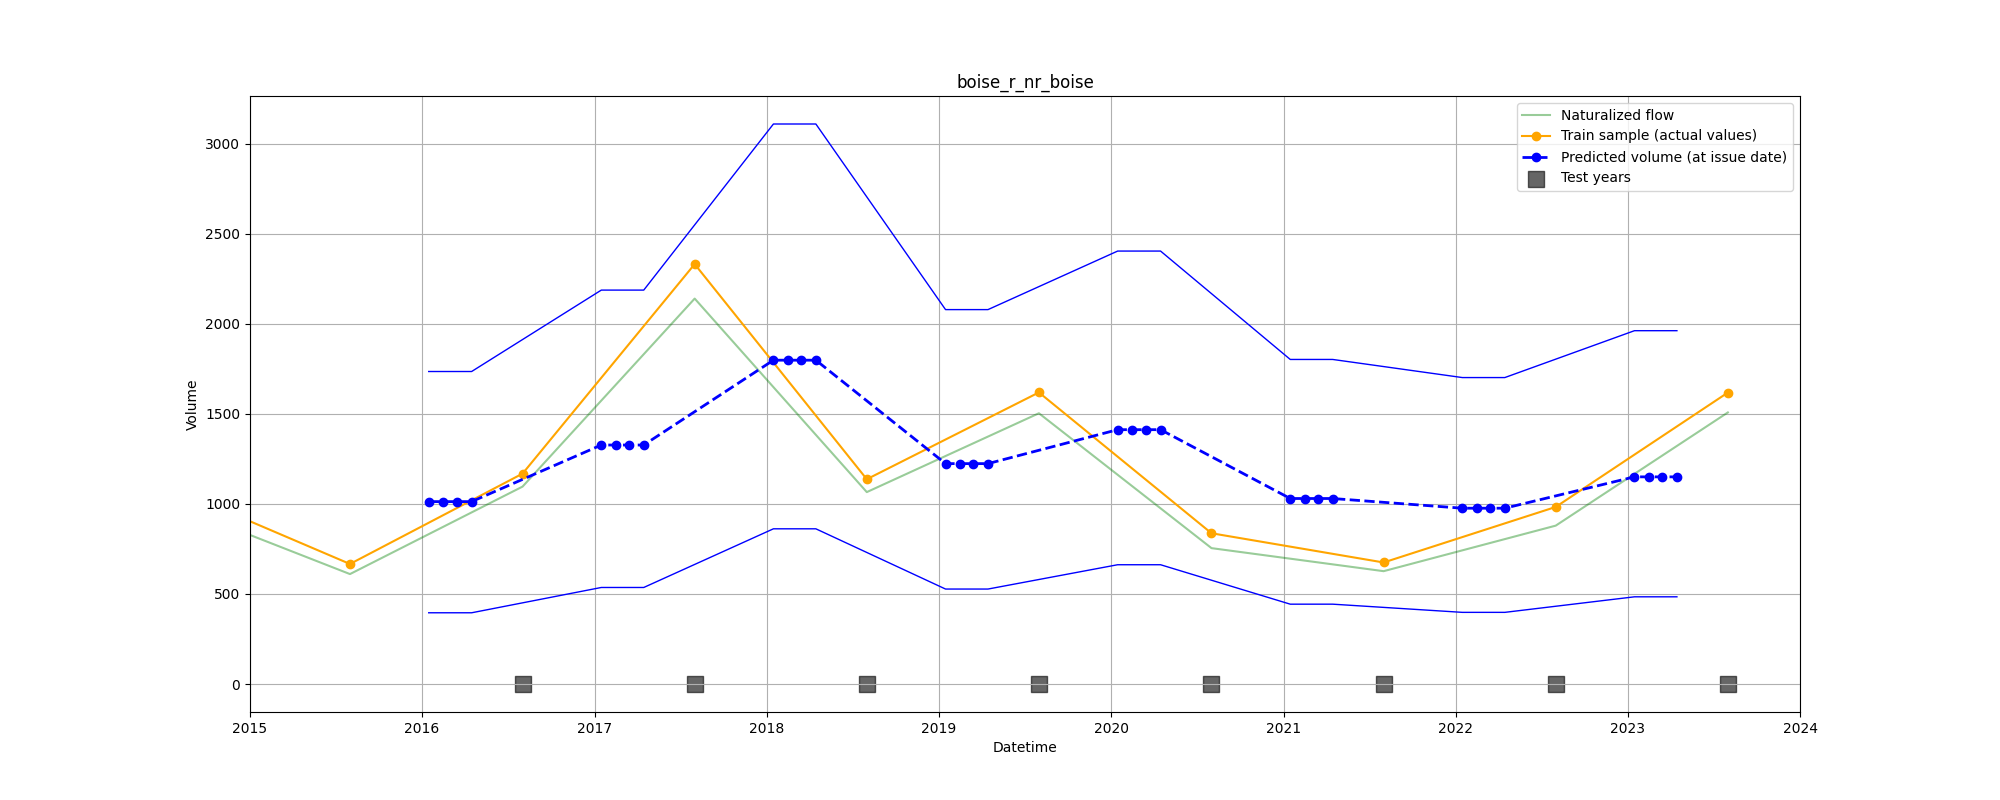 boise_r_nr_boise
Naturalized flow
Train sample (actual values)
Predicted volume (at issue date)
Test years
3000
2500
2000
1500
1000
500
0
Volume
2015 2016 2017 2018 2019 2020 2021 2022 2023 2024
Datetime